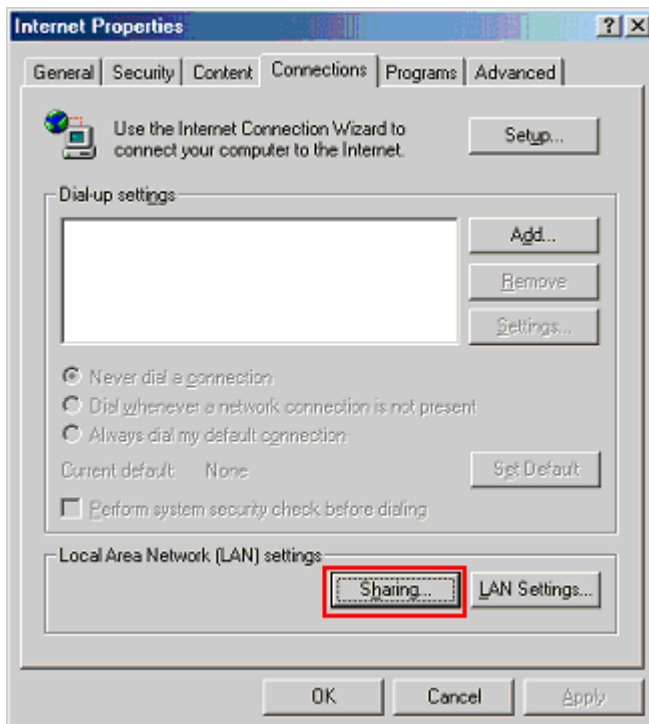 Internet Properties
General Security Content Connections Programs Advanced
Use the Internet Connection Wizard to
connect your computer to the Internet.
Setup...
Dial-up settings
Add...
Remove
Settings...
Never dial a connection
Dial whenever a network connection is not present
Always dial my default connection
Current default: None
Set Default
Perform system security check before dialing
Local Area Network (LAN) settings
Sharing... LAN Settings...
OK Cancel Apply